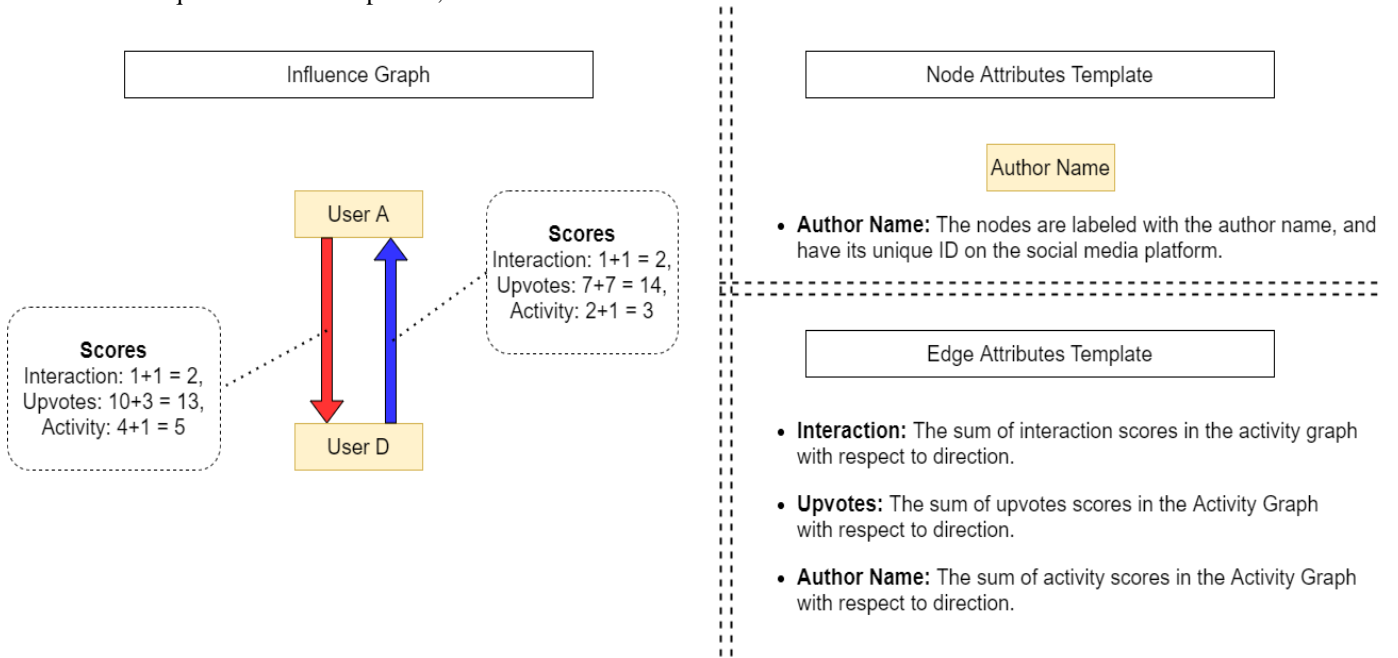 Influence Graph
User A
Scores
Interaction: 1+1 = 2,
Upvotes: 7+7 = 14,
Activity: 2+1 = 3
Scores
Interaction: 1+1 = 2,
Upvotes: 10+3 = 13,
Activity: 4+1 = 5
User D
Node Attributes Template
Author Name
• Author Name: The nodes are labeled with the author name, and
have its unique ID on the social media platform.
Edge Attributes Template
• Interaction: The sum of interaction scores in the activity graph
with respect to direction.
• Upvotes: The sum of upvotes scores in the Activity Graph
with respect to direction.
• Author Name: The sum of activity scores in the Activity Graph
with respect to direction.